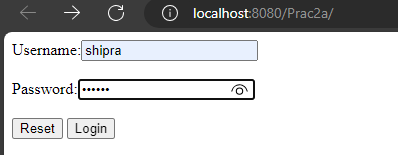 localhost:8080/Prac2a/
Username: shipra
Password: ••••••
Reset Login